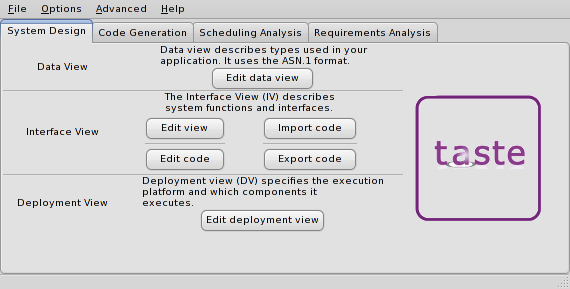 File Options Advanced Help
System Design Code Generation Scheduling Analysis Requirements Analysis
Data View
Data view describes types used in your
application. It uses the ASN.1 format.
Edit data view
Interface View
The Interface View (IV) describes
system functions and interfaces.
Edit view Import code
Edit code Export code
Deployment View
Deployment view (DV) specifies the execution
platform and which components it
executes.
Edit deployment view
taste